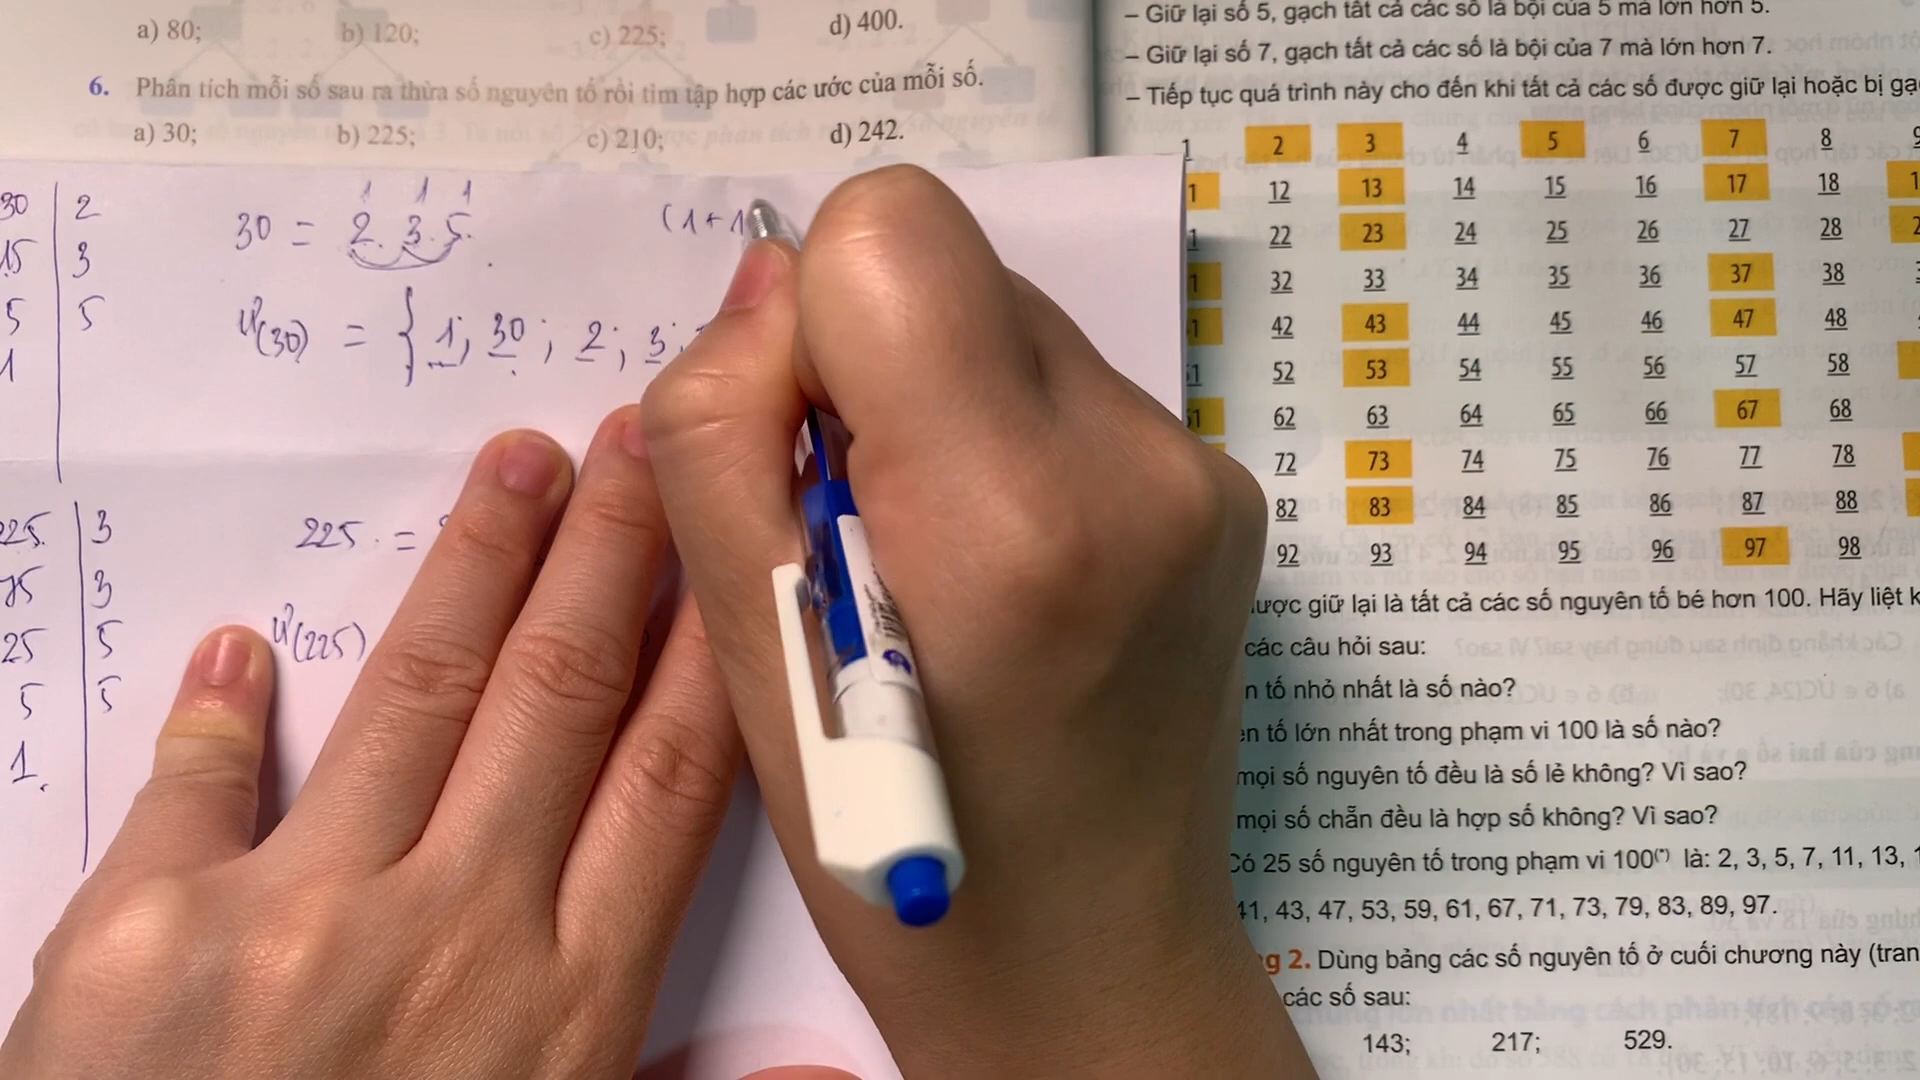 a) 80; b) 120; c) 225; d) 400.
6. Phân tích mỗi số sau ra thừa số nguyên tố rồi tìm tập hợp các ước của mỗi số.
a) 30; b) 225; c) 210; d) 242.
30 | 2
15 | 3
5 | 5
1
30 = 2¹. 3¹. 5¹.
(1+1
Ư(30) = { 1; 30; 2; 3;
225 | 3
75 | 3
25 | 5
5 | 5
1.
225 =
Ư(225)
– Giữ lại số 5, gạch tất cả các số là bội của 5 mà lớn hơn 5.
– Giữ lại số 7, gạch tất cả các số là bội của 7 mà lớn hơn 7.
– Tiếp tục quá trình này cho đến khi tất cả các số được giữ lại hoặc bị
1 2 3 4 5 6 7 8
1 12 13 14 15 16 17 18
1 22 23 24 25 26 27 28
1 32 33 34 35 36 37 38
1 42 43 44 45 46 47 48
1 52 53 54 55 56 57 58
1 62 63 64 65 66 67 68
72 73 74 75 76 77 78
82 83 84 85 86 87 88
92 93 94 95 96 97 98
được giữ lại là tất cả các số nguyên tố bé hơn 100. Hãy liệt
các câu hỏi sau:
tố nhỏ nhất là số nào?
tố lớn nhất trong phạm vi 100 là số nào?
mọi số nguyên tố đều là số lẻ không? Vì sao?
mọi số chẵn đều là hợp số không? Vì sao?
Có 25 số nguyên tố trong phạm vi 100(*) là: 2, 3, 5, 7, 11, 13,
41, 43, 47, 53, 59, 61, 67, 71, 73, 79, 83, 89, 97.
2. Dùng bảng các số nguyên tố ở cuối chương này
các số sau:
143; 217; 529.